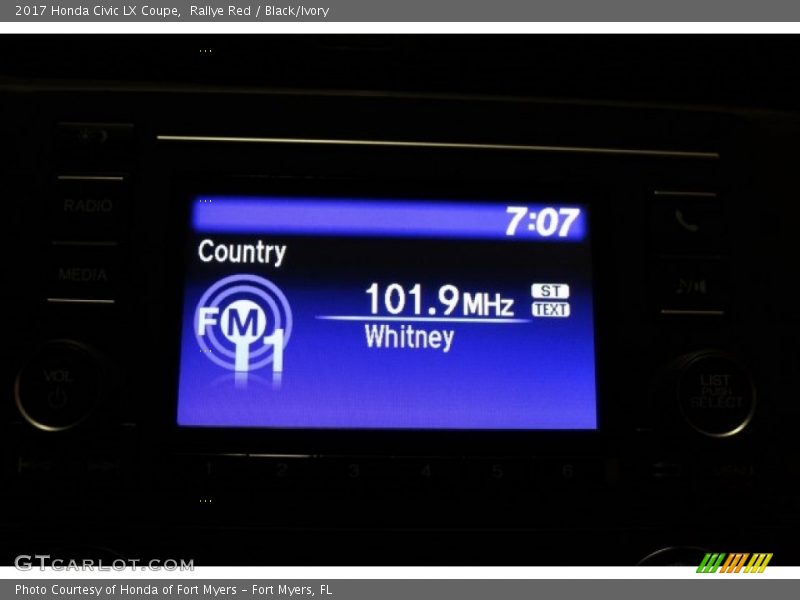 2017 Honda Civic LX Coupe,  Rallye Red / Black/Ivory
7:07
Country
RADIO
MEDIA
FM1
101.9MHz
ST
TEXT
Whitney
VOL
LIST
PUSH
SELECT
1 2 3 4 5 6
GTCARLOT.COM
Photo Courtesy of Honda of Fort Myers - Fort Myers, FL